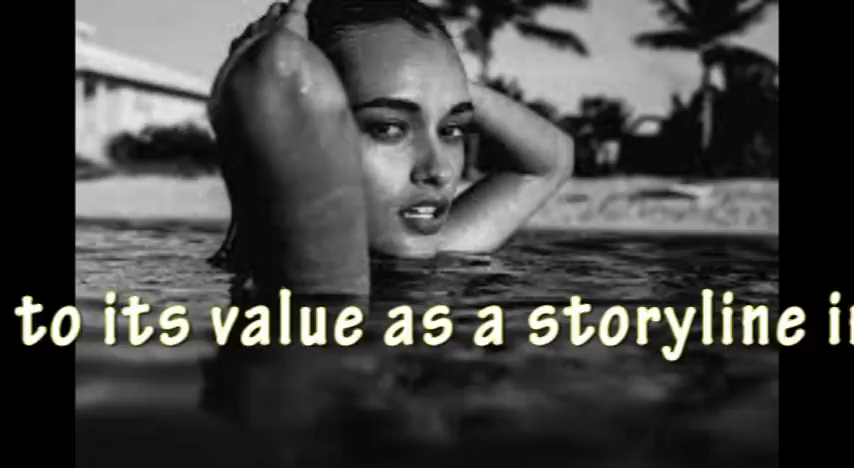 to its value as a storyline